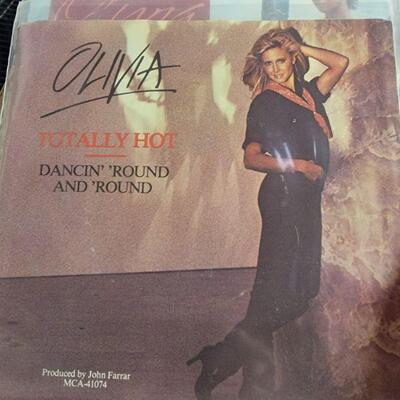 OLIVIA
TOTALLY HOT
DANCIN' 'ROUND
AND 'ROUND
Produced by John Farrar
MCA-41074